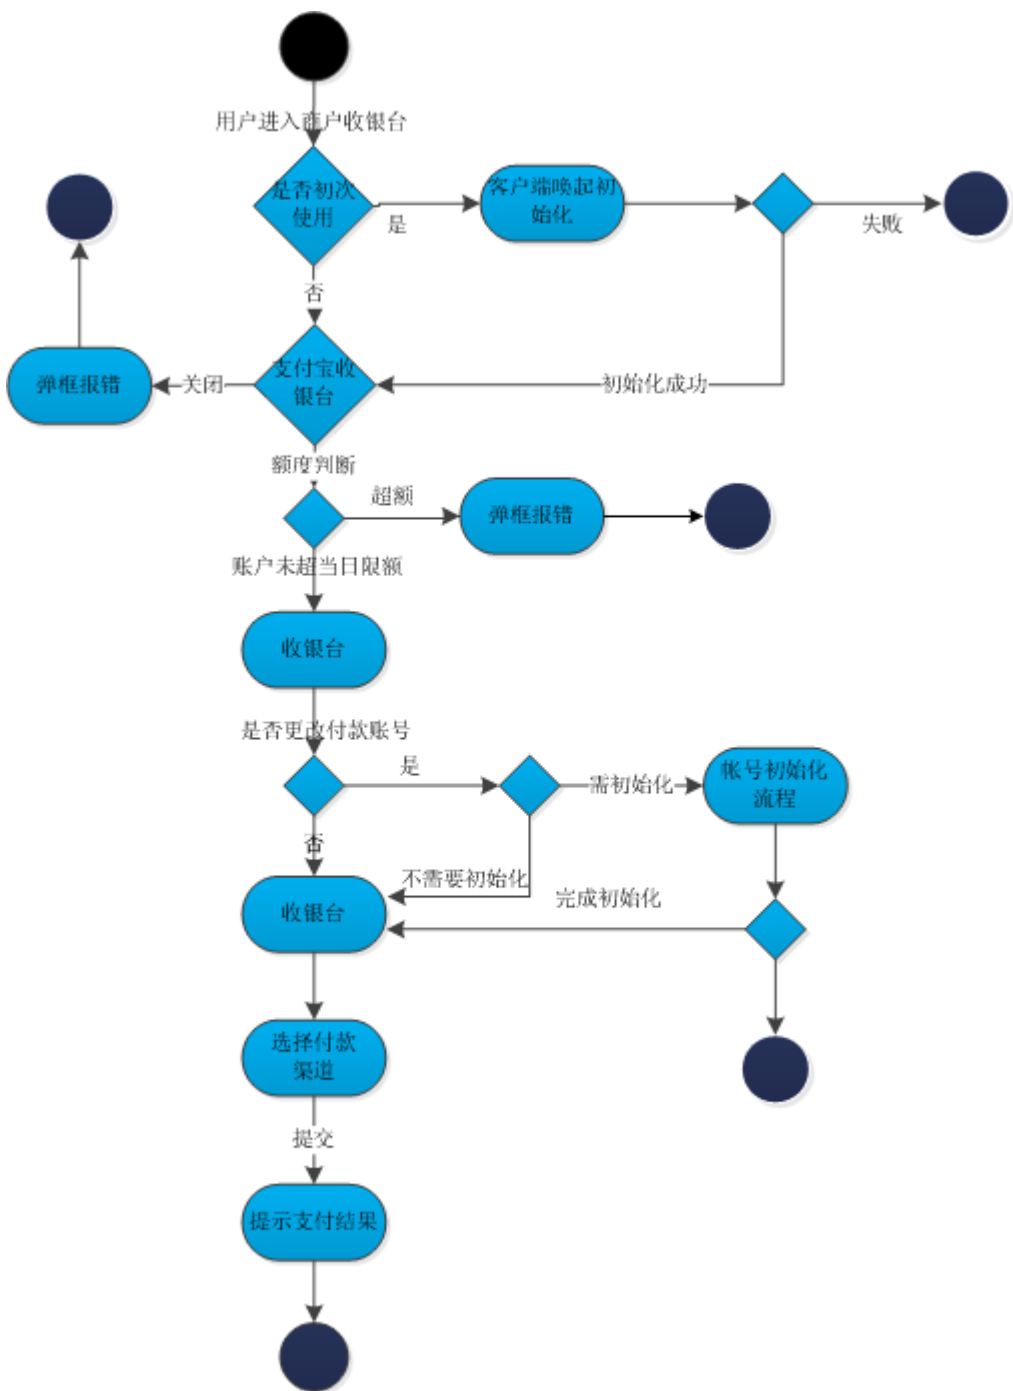 用户进入商户收银台
是否初次
使用
是
客户端唤起初
始化
失败
否
支付宝收
银台
关闭
弹框报错
初始化成功
额度判断
超额
弹框报错
账户未超当日限额
收银台
是否更改付款账号
是
需初始化
帐号初始化
流程
否
不需要初始化
完成初始化
收银台
选择付款
渠道
提交
提示支付结果